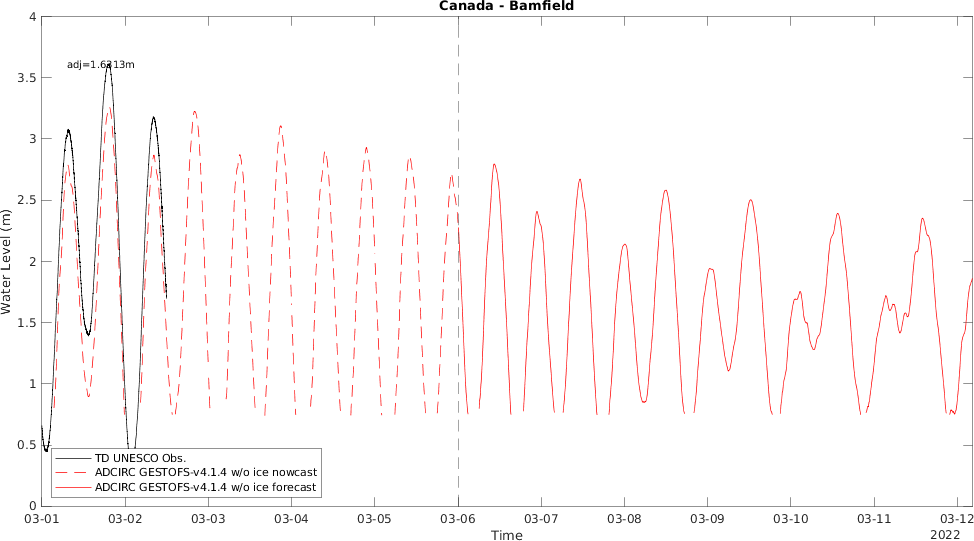 Canada - Bamfield
4
3.5
3
2.5
2
1.5
1
0.5
0
Water Level (m)
adj=1.6213m
TD UNESCO Obs.
ADCIRC GESTOFS-v4.1.4 w/o ice nowcast
ADCIRC GESTOFS-v4.1.4 w/o ice forecast
03-01 03-02 03-03 03-04 03-05 03-06 03-07 03-08 03-09 03-10 03-11 03-12
Time
2022